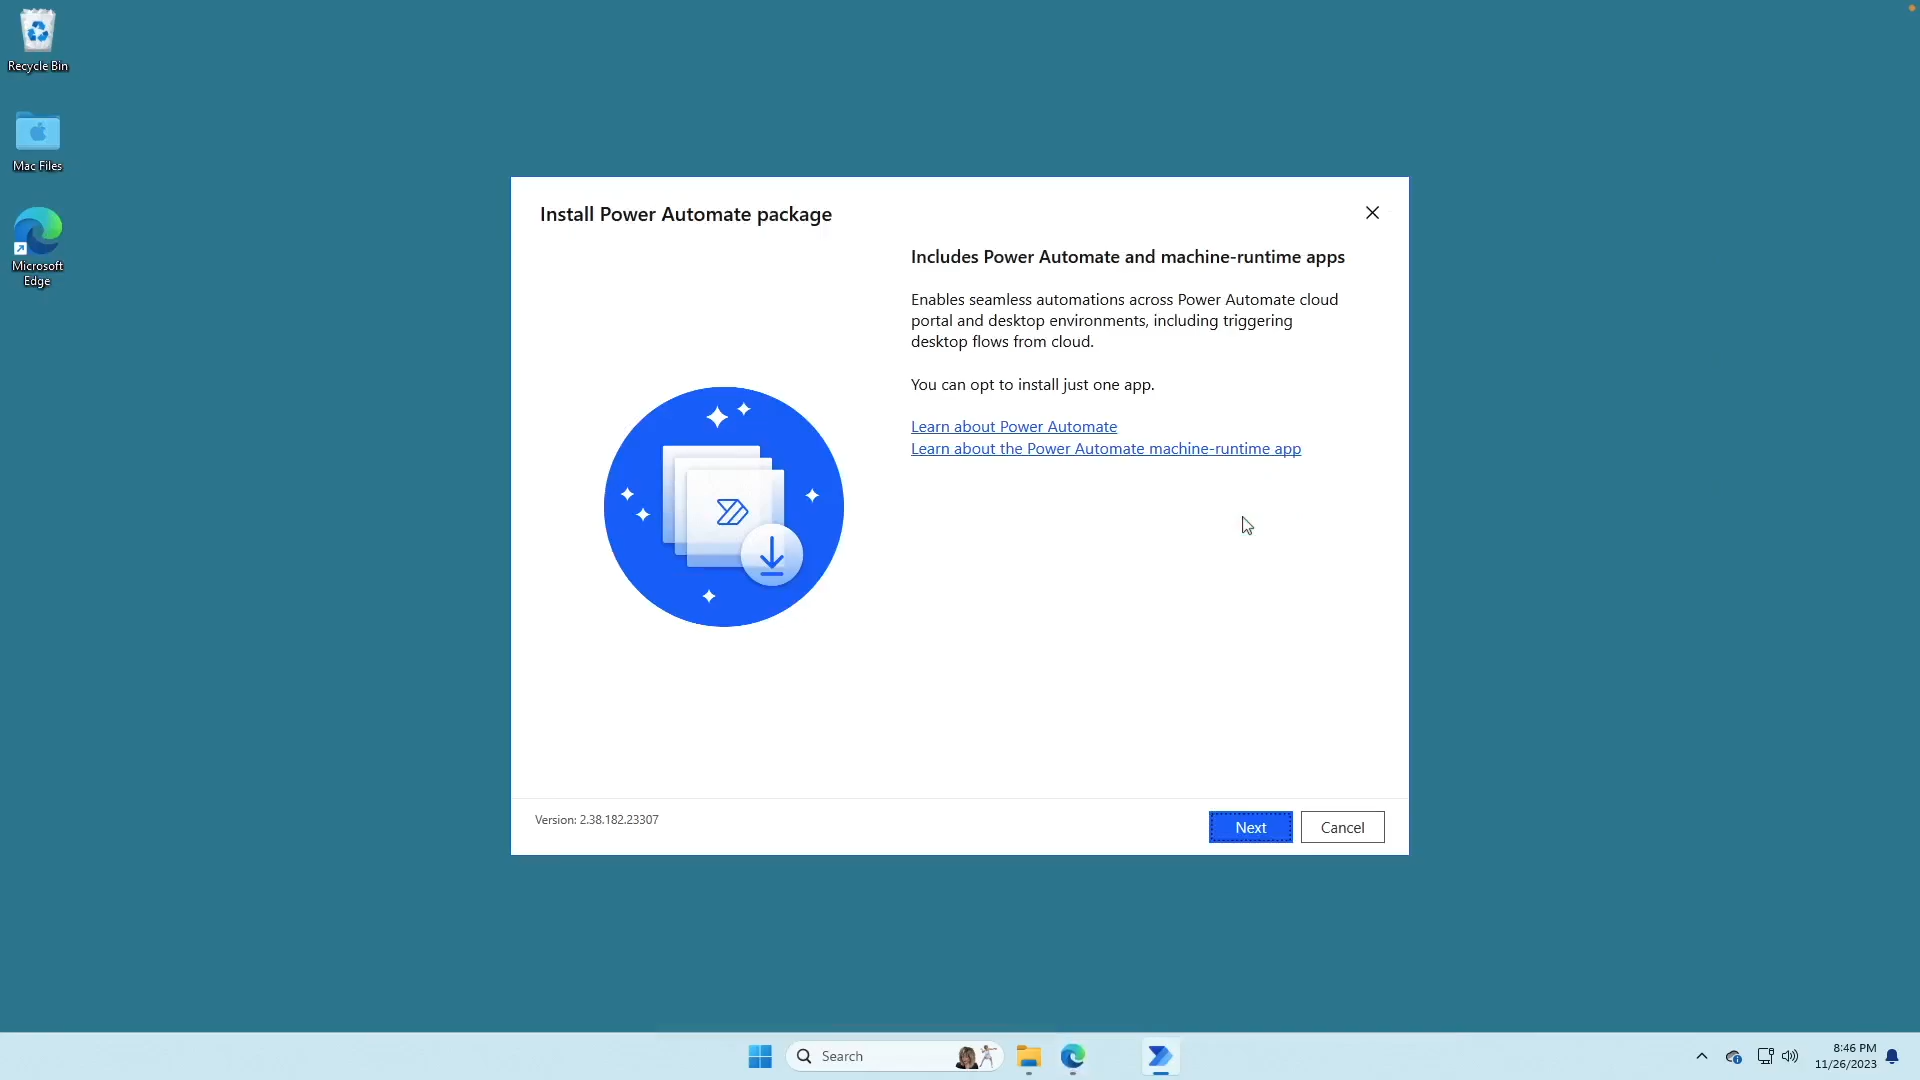 Recycle Bin
Mac Files
Microsoft
Edge
Install Power Automate package
Includes Power Automate and machine-runtime apps
Enables seamless automations across Power Automate cloud
portal and desktop environments, including triggering
desktop flows from cloud.
You can opt to install just one app.
Learn about Power Automate
Learn about the Power Automate machine-runtime app
Version: 2.38.182.23307
Next
Cancel
Search
8:46 PM
11/26/2023